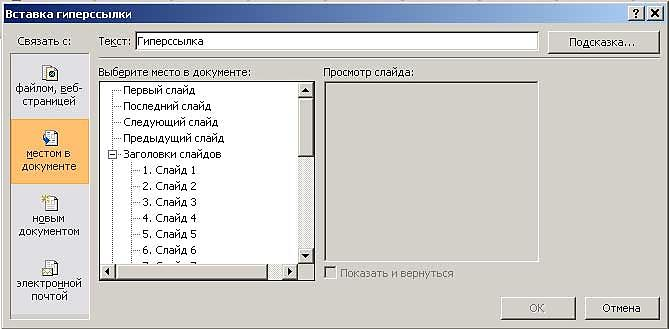 Вставка гиперссылки
Связать с:
Текст: Гиперссылка
Подсказка...
файлом, веб-
страницей
местом в
документе
новым
документом
электронной
почтой
Выберите место в документе:
Первый слайд
Последний слайд
Следующий слайд
Предыдущий слайд
Заголовки слайдов
1. Слайд 1
2. Слайд 2
3. Слайд 3
4. Слайд 4
5. Слайд 5
6. Слайд 6
Просмотр слайда:
Показать и вернуться
ОК
Отмена